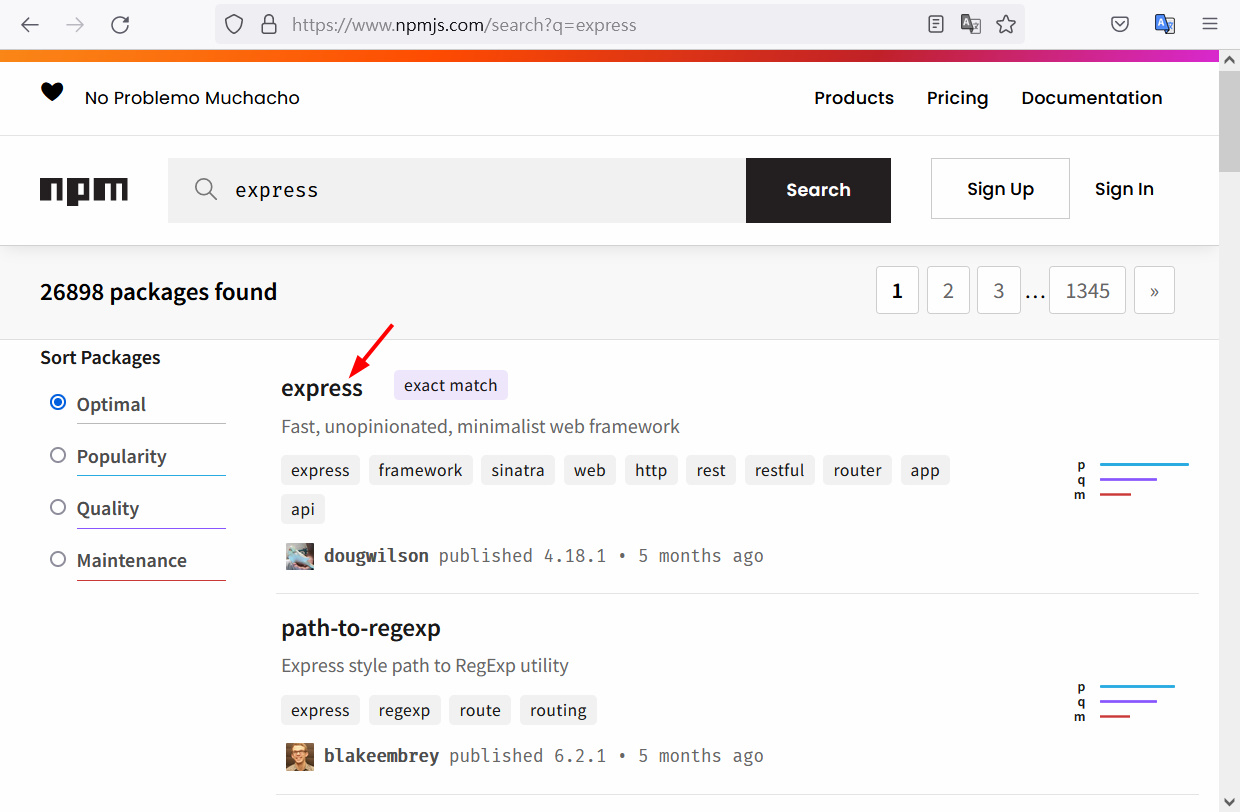 https://www.npmjs.com/search?q=express
No Problemo Muchacho
Products Pricing Documentation
npm
express
Search
Sign Up
Sign In
26898 packages found
1 2 3 ... 1345 »
Sort Packages
Optimal
Popularity
Quality
Maintenance
express exact match
Fast, unopinionated, minimalist web framework
express framework sinatra web http rest restful router app
api
dougwilson published 4.18.1 • 5 months ago
p
q
m
path-to-regexp
Express style path to RegExp utility
express regexp route routing
blakeembrey published 6.2.1 • 5 months ago
p
q
m